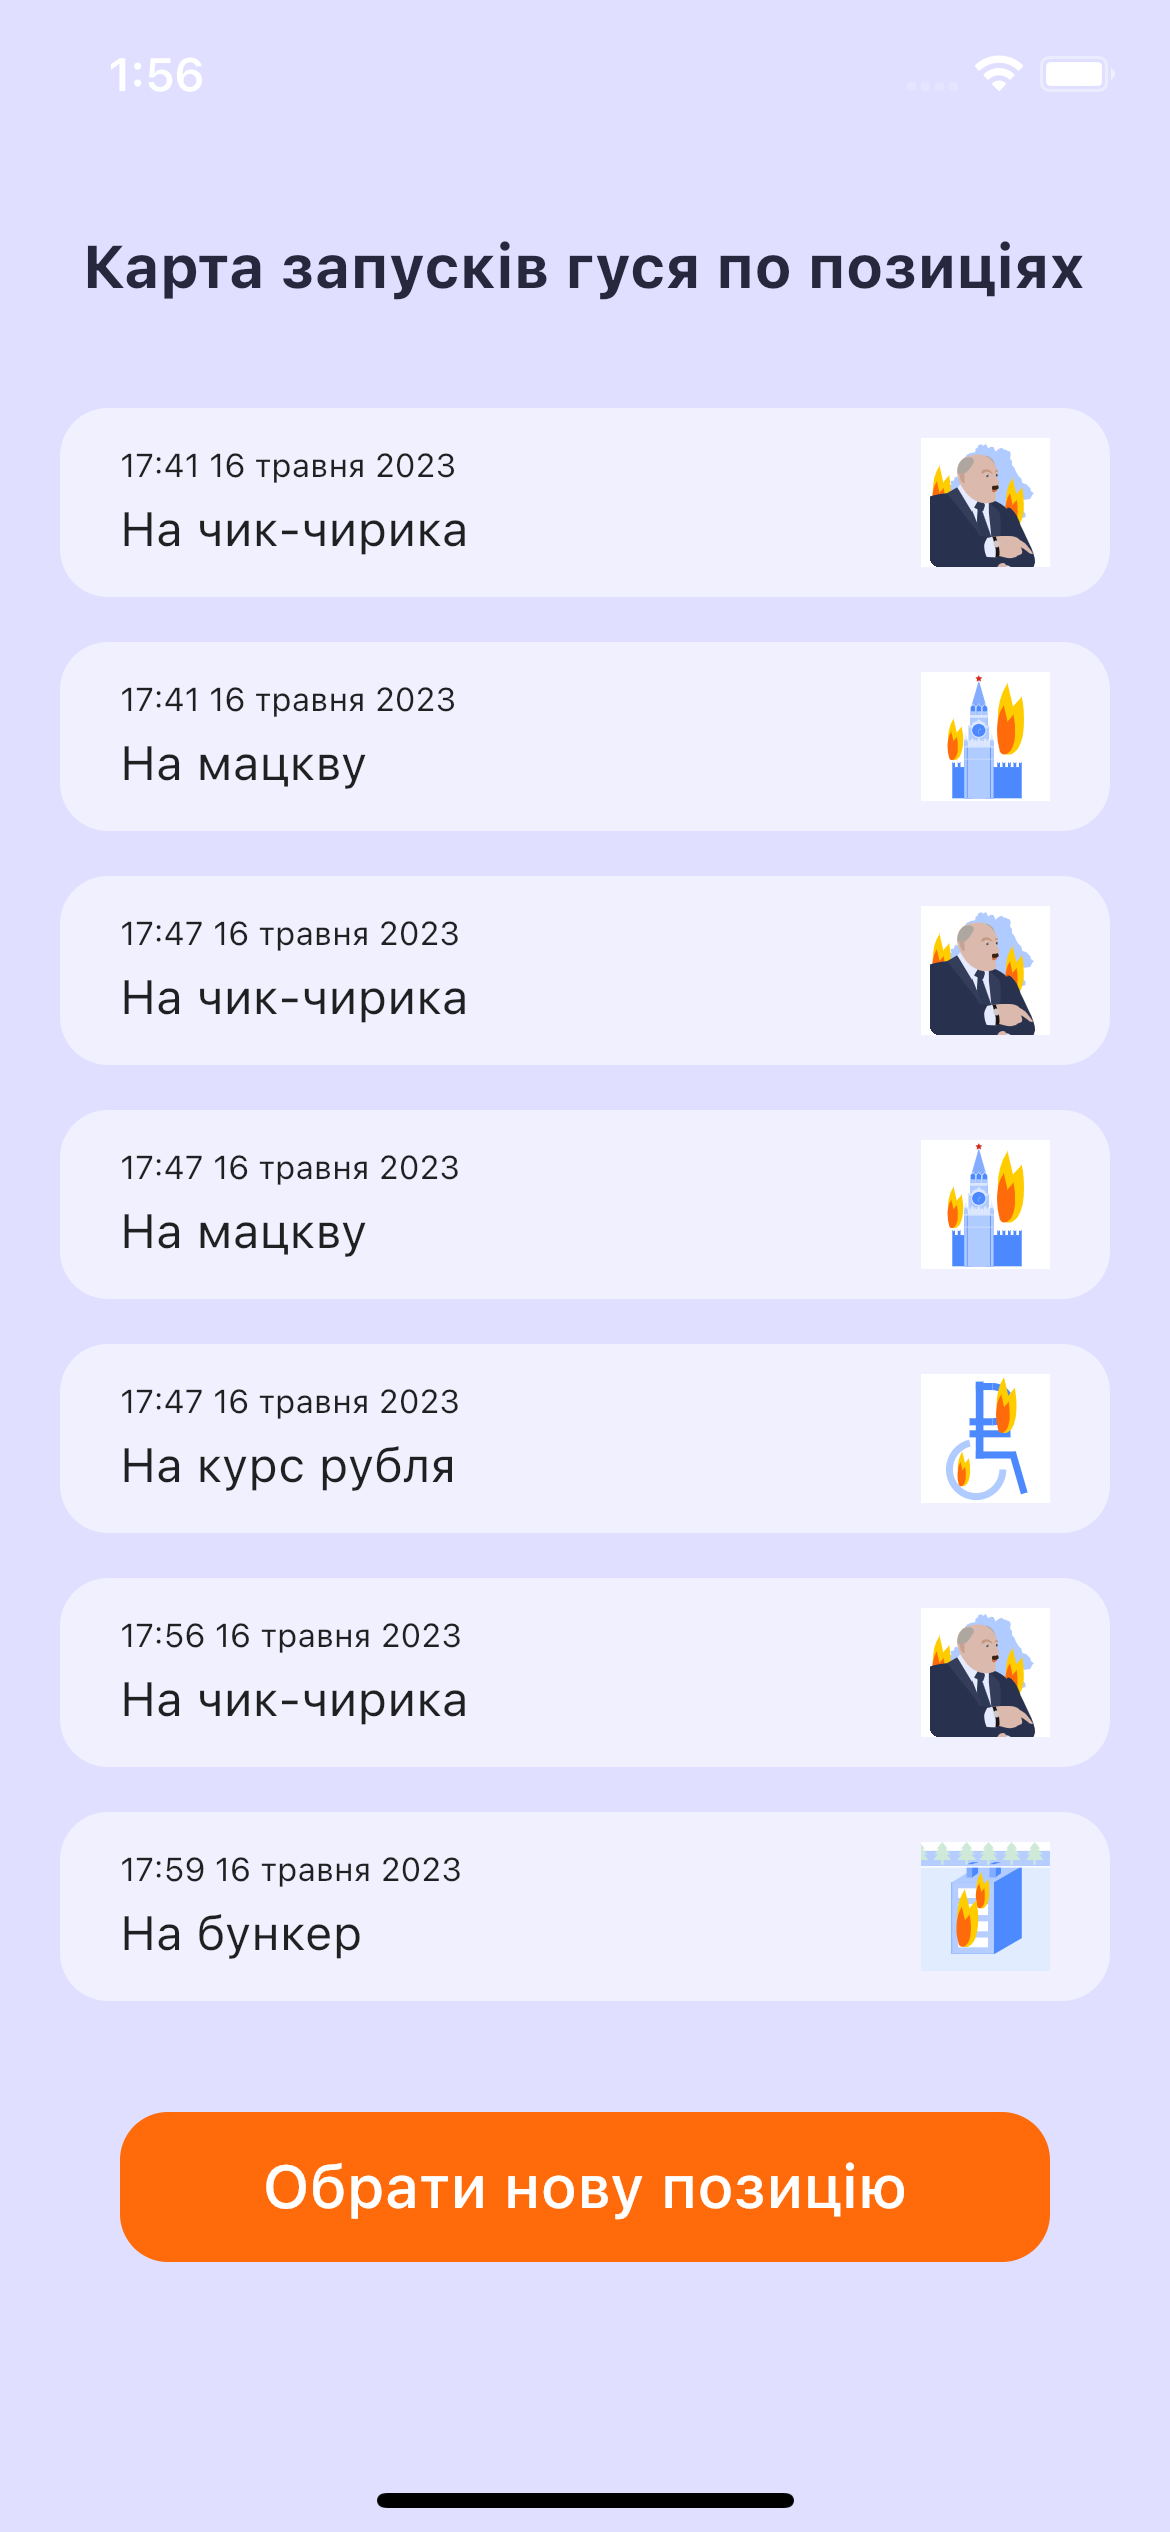 1:56
Карта запусків гуся по позиціях
17:41 16 травня 2023
На чик-чирика
17:41 16 травня 2023
На мацкву
17:47 16 травня 2023
На чик-чирика
17:47 16 травня 2023
На мацкву
17:47 16 травня 2023
На курс рубля
17:56 16 травня 2023
На чик-чирика
17:59 16 травня 2023
На бункер
Обрати нову позицію